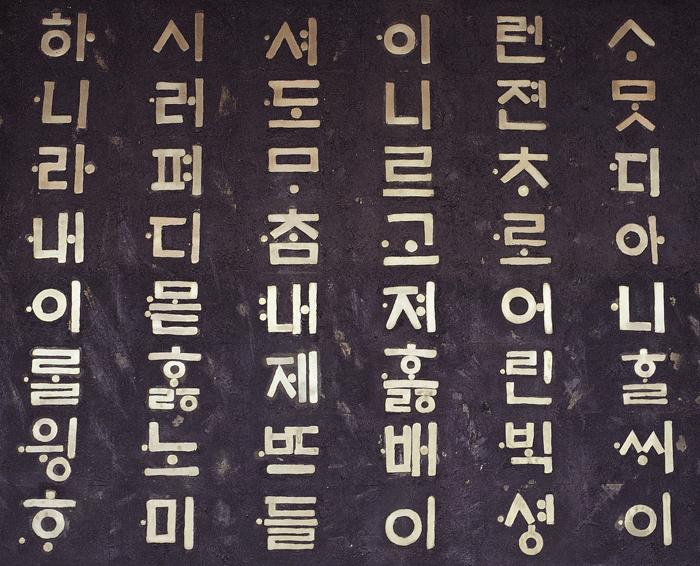 ᄉᆞᄆᆞᆺ디아니ᄒᆞᆯᄊᆡ이
런젼ᄎᆞ로어린ᄇᆡᆨ셔ᇰ
이니르고져ᄒᆞᇙ배이
셔도ᄆᆞᄎᆞᆷ내제ᄠᅳ들
시러펴디몯ᄒᆞᇙ노미
하니라내이ᄅᆞᆯ윙ᄒᆞ